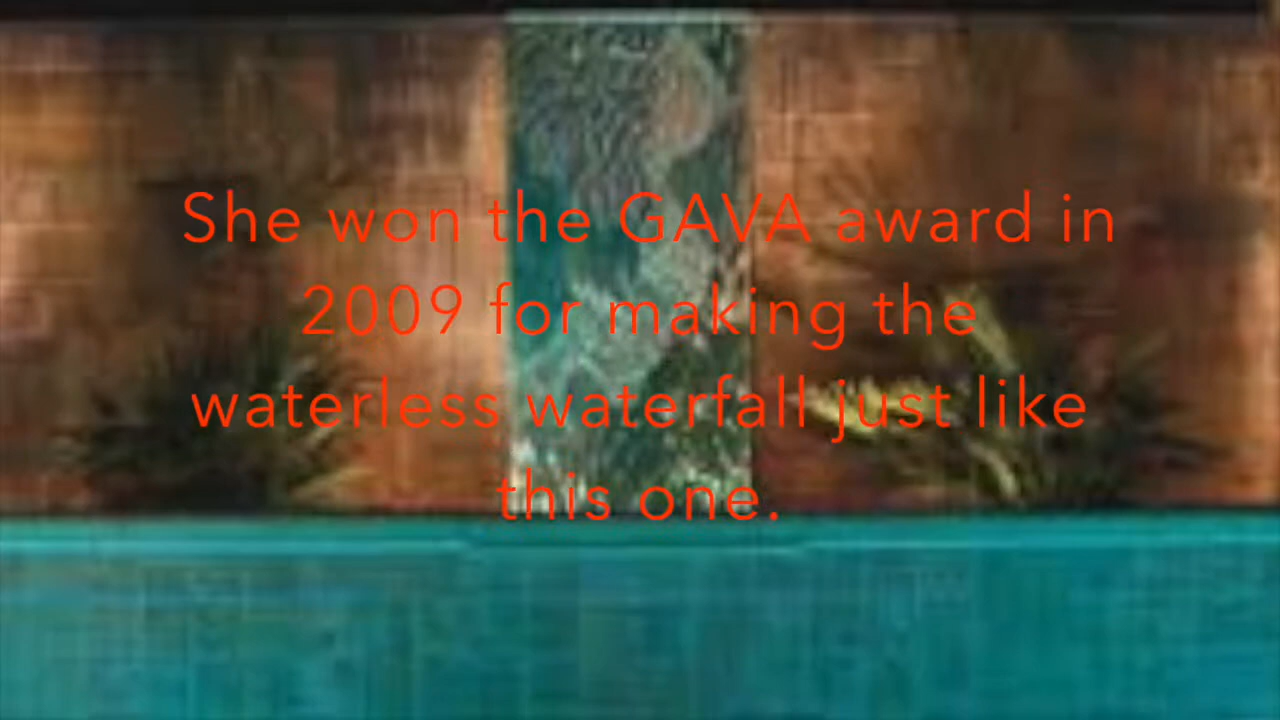 She won the GAVA award in
2009 for making the
waterless waterfall just like
this one.